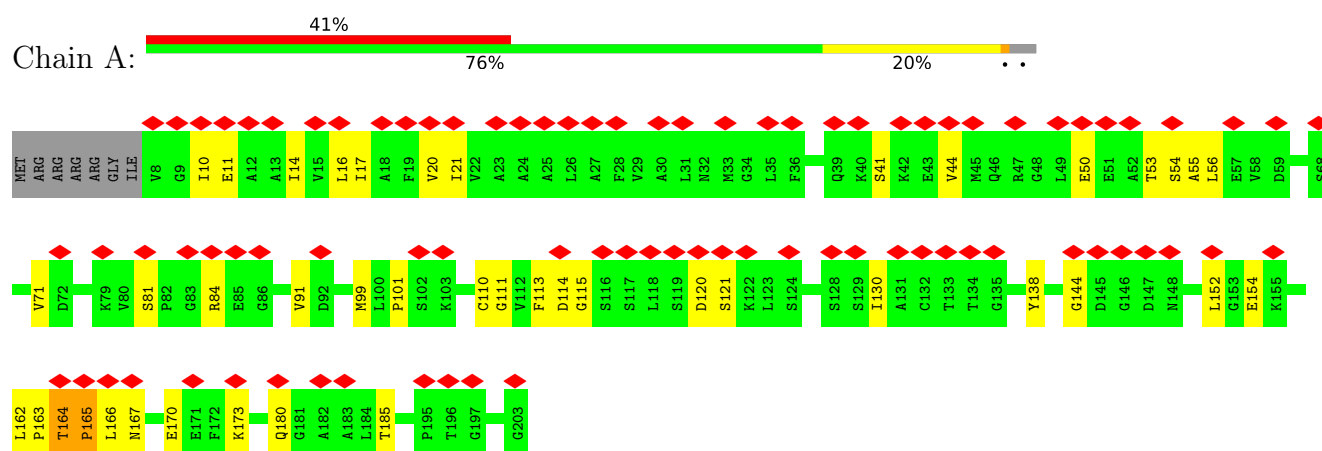 41%
Chain A:
76% 20% • •
MET ARG ARG ARG ARG GLY ILE V8 G9 I10 E11 A12 A13 I14 V15 L16 I17 A18 F19 V20 I21 V22 A23 A24 A25 L26 A27 F28 V29 A30 L31 N32 M33 G34 L35 F36 Q39 K40 S41 K42 E43 V44 M45 Q46 R47 G48 L49 E50 E51 A52 T53 S54 A55 L56 E57 V58 D59 S68
V71 D72 K79 V80 S81 P82 G83 R84 E85 G86 V91 D92 M99 L100 P101 S102 K103 C110 G111 V112 F113 D114 G115 S116 S117 L118 S119 D120 S121 K122 L123 S124 S128 S129 I130 A131 C132 T133 T134 G135 Y138 G144 D145 G146 D147 N148 L152 G153 E154 K155
L162 P163 T164 P165 L166 N167 E170 E171 F172 K173 Q180 G181 A182 A183 L184 T185 P195 T196 G197 G203